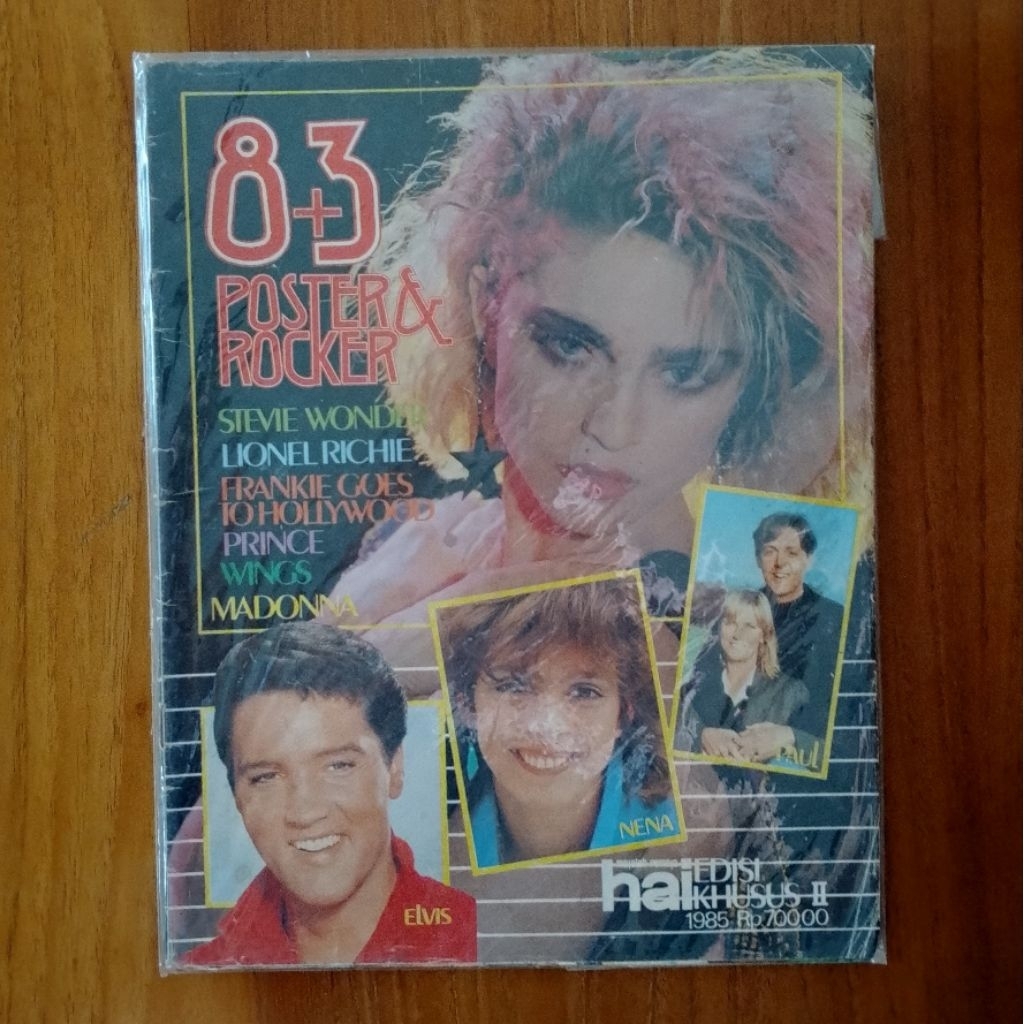 8+3
POSTER &
ROCKER
STEVIE WONDER
LIONEL RICHIE
FRANKIE GOES
TO HOLLYWOOD
PRINCE
WINGS
MADONNA
PAUL
NENA
ELVIS
hai EDISI
KHUSUS II
1985 Rp.700.00